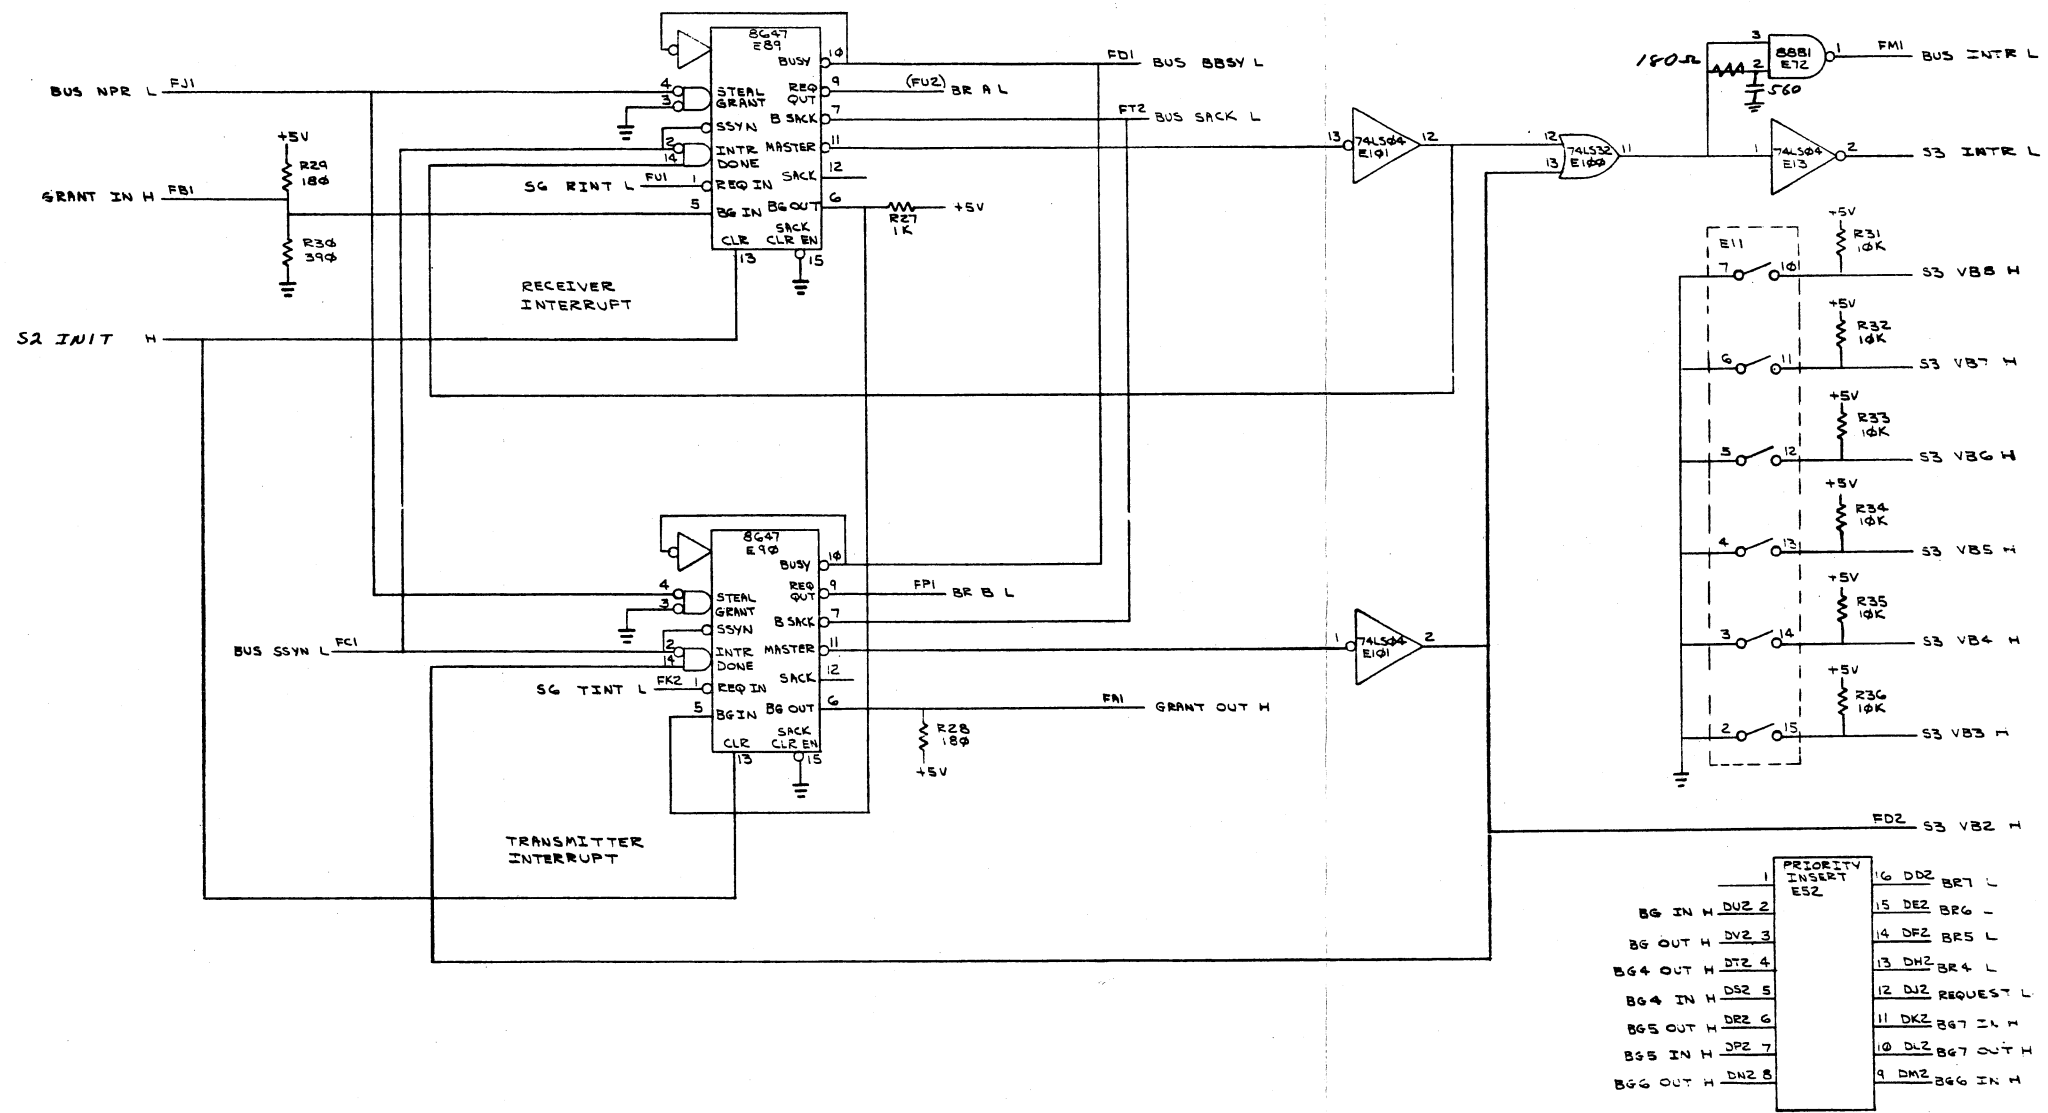 8647
E89
BUSY 10
FD1 BUS BBSY L
BUS NPR L FJ1
4 STEAL
3 GRANT
REQ OUT 9 (FU2) BR A L
B SACK 7 FT2 BUS SACK L
SSYN
2 INTR
14 DONE
MASTER 11
SACK 12
S6 RINT L FU1 1 REQ IN
5 BG IN
BG OUT 6
R27
1K
+5V
CLR
13
SACK
CLR EN
15
+5V
R29
180
GRANT IN H FB1
R30
390
RECEIVER
INTERRUPT
S2 INIT H
13 74LS04 12
E101
12
13
74LS32
E100
11
180Ω
3
2
8881
E72
1
FM1 BUS INTR L
560
1 74LS04 2
E13
S3 INTR L
E11
+5V
R31
10K
7 10 S3 VB8 H
+5V
R32
10K
6 11 S3 VB7 H
+5V
R33
10K
5 12 S3 VB6 H
+5V
R34
10K
4 13 S3 VB5 H
+5V
R35
10K
3 14 S3 VB4 H
+5V
R36
10K
2 15 S3 VB3 H
8647
E90
BUSY 10
4 STEAL
3 GRANT
REQ OUT 9 FP1 BR B L
B SACK 7
SSYN
BUS SSYN L FC1
2 INTR
14 DONE
MASTER 11
SACK 12
S6 TINT L FK2 1 REQ IN
5 BG IN
BG OUT 6 FA1 GRANT OUT H
R28
180
+5V
CLR
13
SACK
CLR EN
15
1 74LS04 2
E101
TRANSMITTER
INTERRUPT
FD2 S3 VB2 H
PRIORITY
INSERT
E52
1
16 DD2 BR7 L
BG IN H DU2 2
15 DE2 BR6 L
BG OUT H DV2 3
14 DF2 BR5 L
BG4 OUT H DT2 4
13 DH2 BR4 L
BG4 IN H DS2 5
12 DJ2 REQUEST L
BG5 OUT H DR2 6
11 DK2 BG7 IN H
BG5 IN H DP2 7
10 DL2 BG7 OUT H
BG6 OUT H DN2 8
9 DM2 BG6 IN H